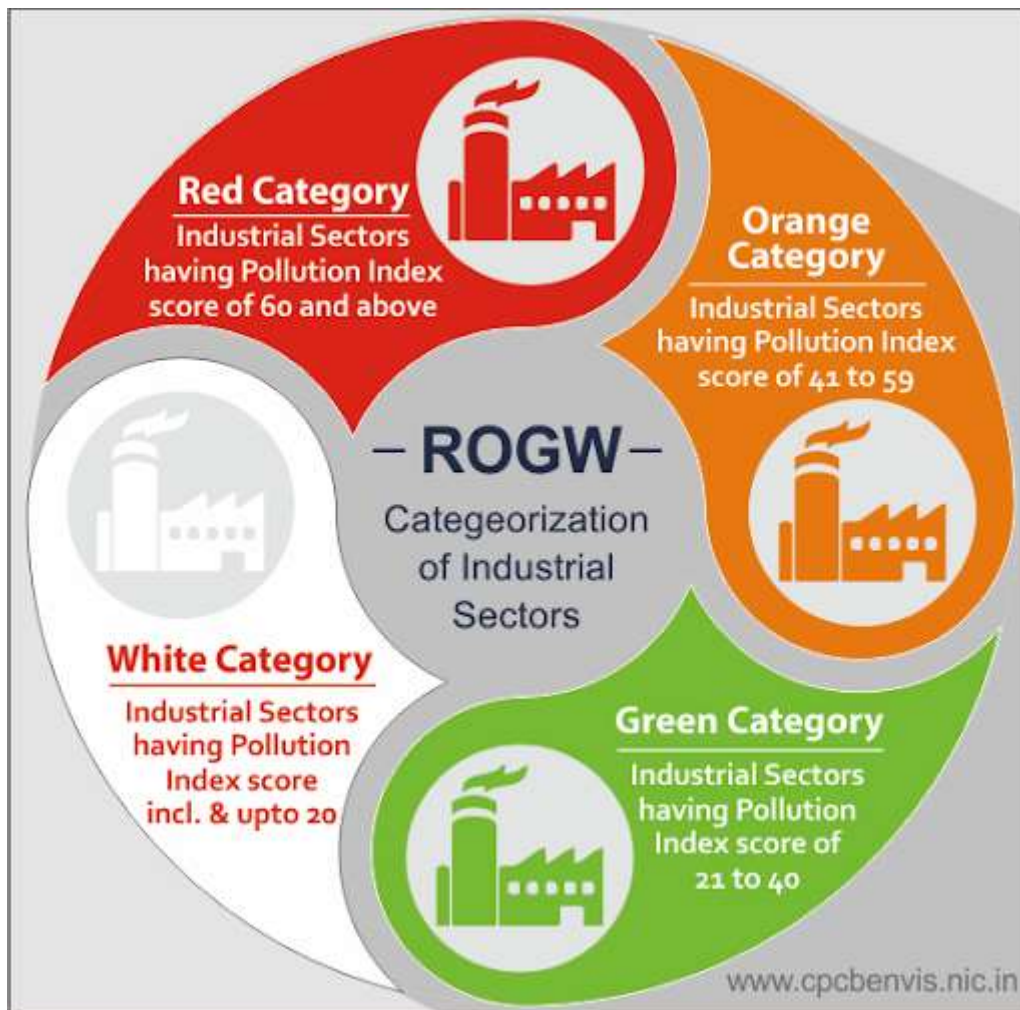 Red Category
Industrial Sectors
having Pollution Index
score of 60 and above
Orange
Category
Industrial Sectors
having Pollution Index
score of 41 to 59
– ROGW –
Categeorization
of Industrial
Sectors
White Category
Industrial Sectors
having Pollution
Index score
incl. & upto 20
Green Category
Industrial Sectors
having Pollution
Index score of
21 to 40
www.cpcbenvis.nic.in